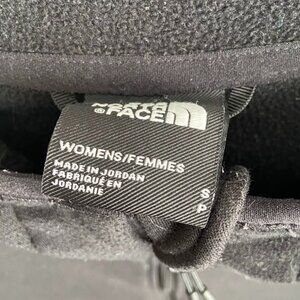 NORTH
FACE
WOMENS/FEMMES
MADE IN JORDAN
FABRIQUÉ EN
JORDANIE
S
P